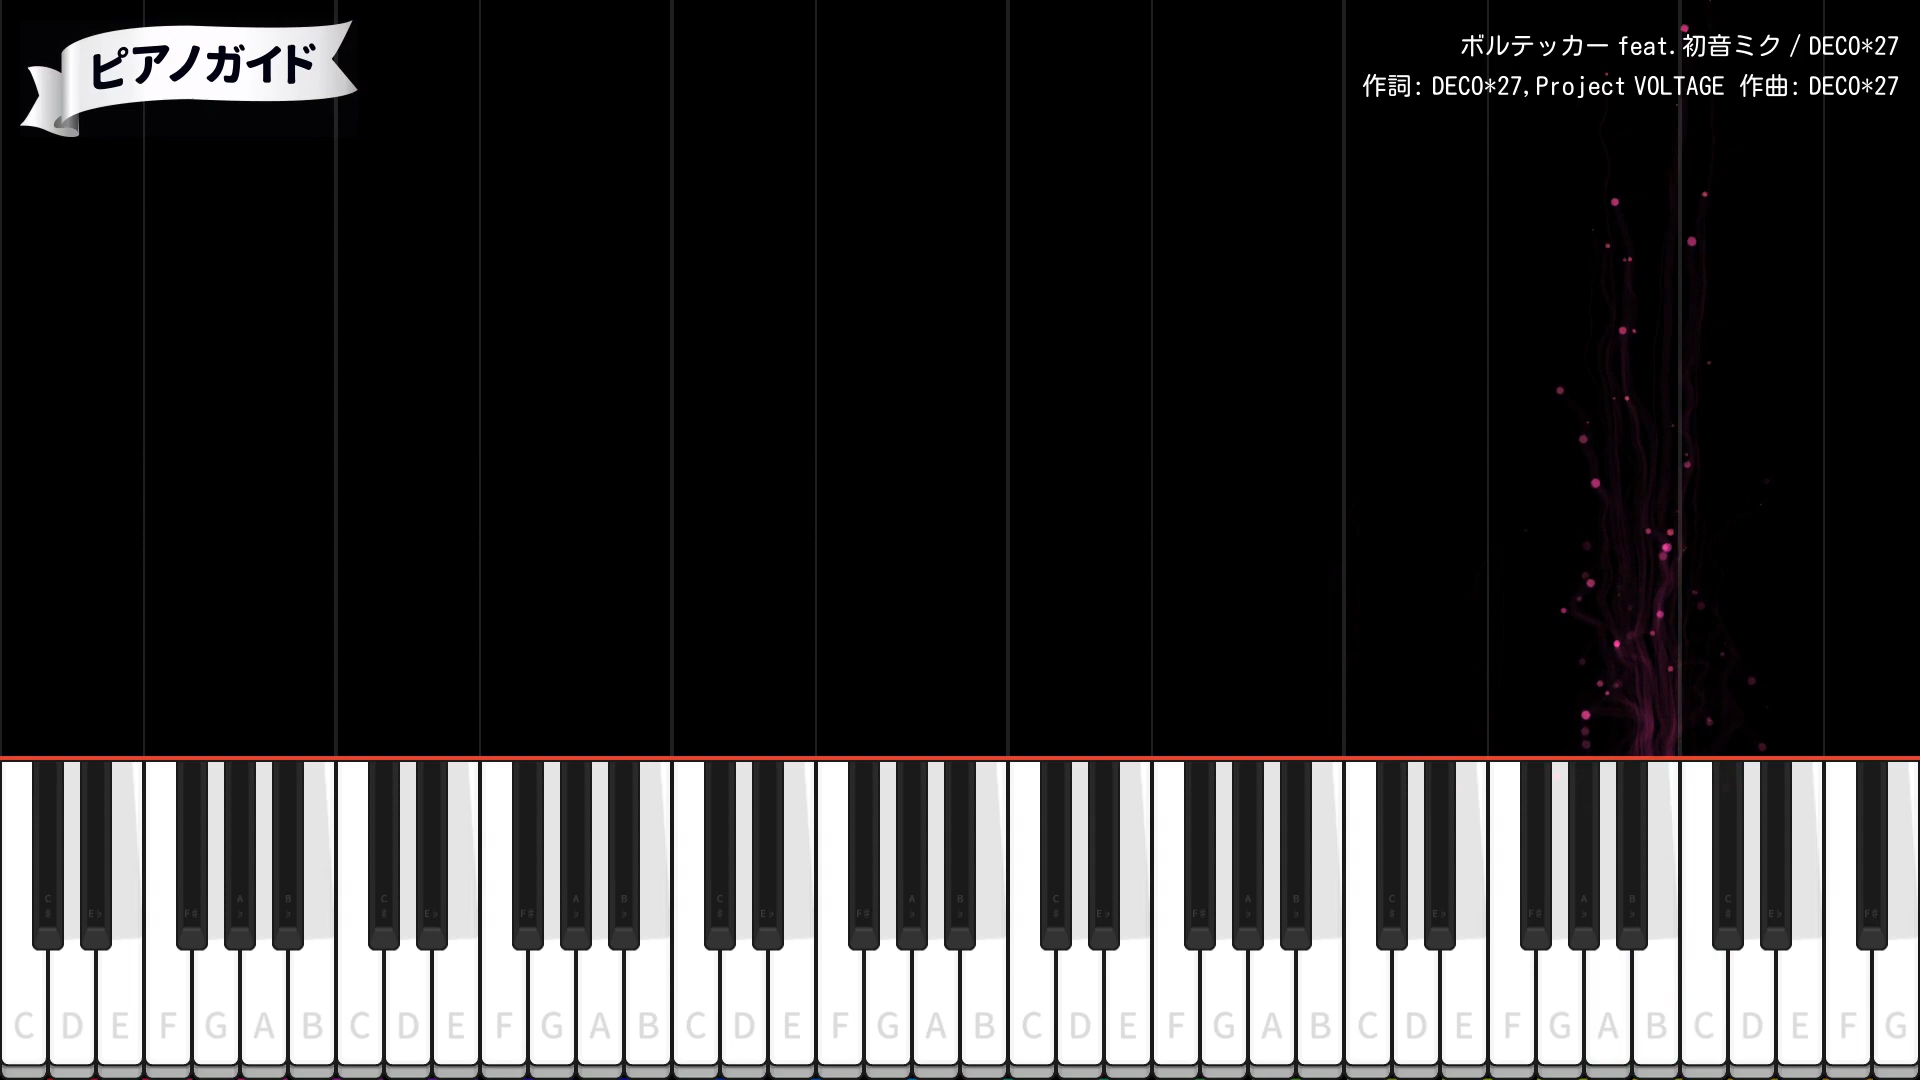 ピアノガイド
ボルテッカー feat. 初音ミク / DECO*27
作詞: DECO*27, Project VOLTAGE 作曲: DECO*27
C# E♭ F# A♭ B♭ C# E♭ F# A♭ B♭ C# E♭ F# A♭ B♭ C# E♭ F# A♭ B♭ C# E♭ F# A♭ B♭ C# E♭ F#
C D E F G A B C D E F G A B C D E F G A B C D E F G A B C D E F G A B C D E F G